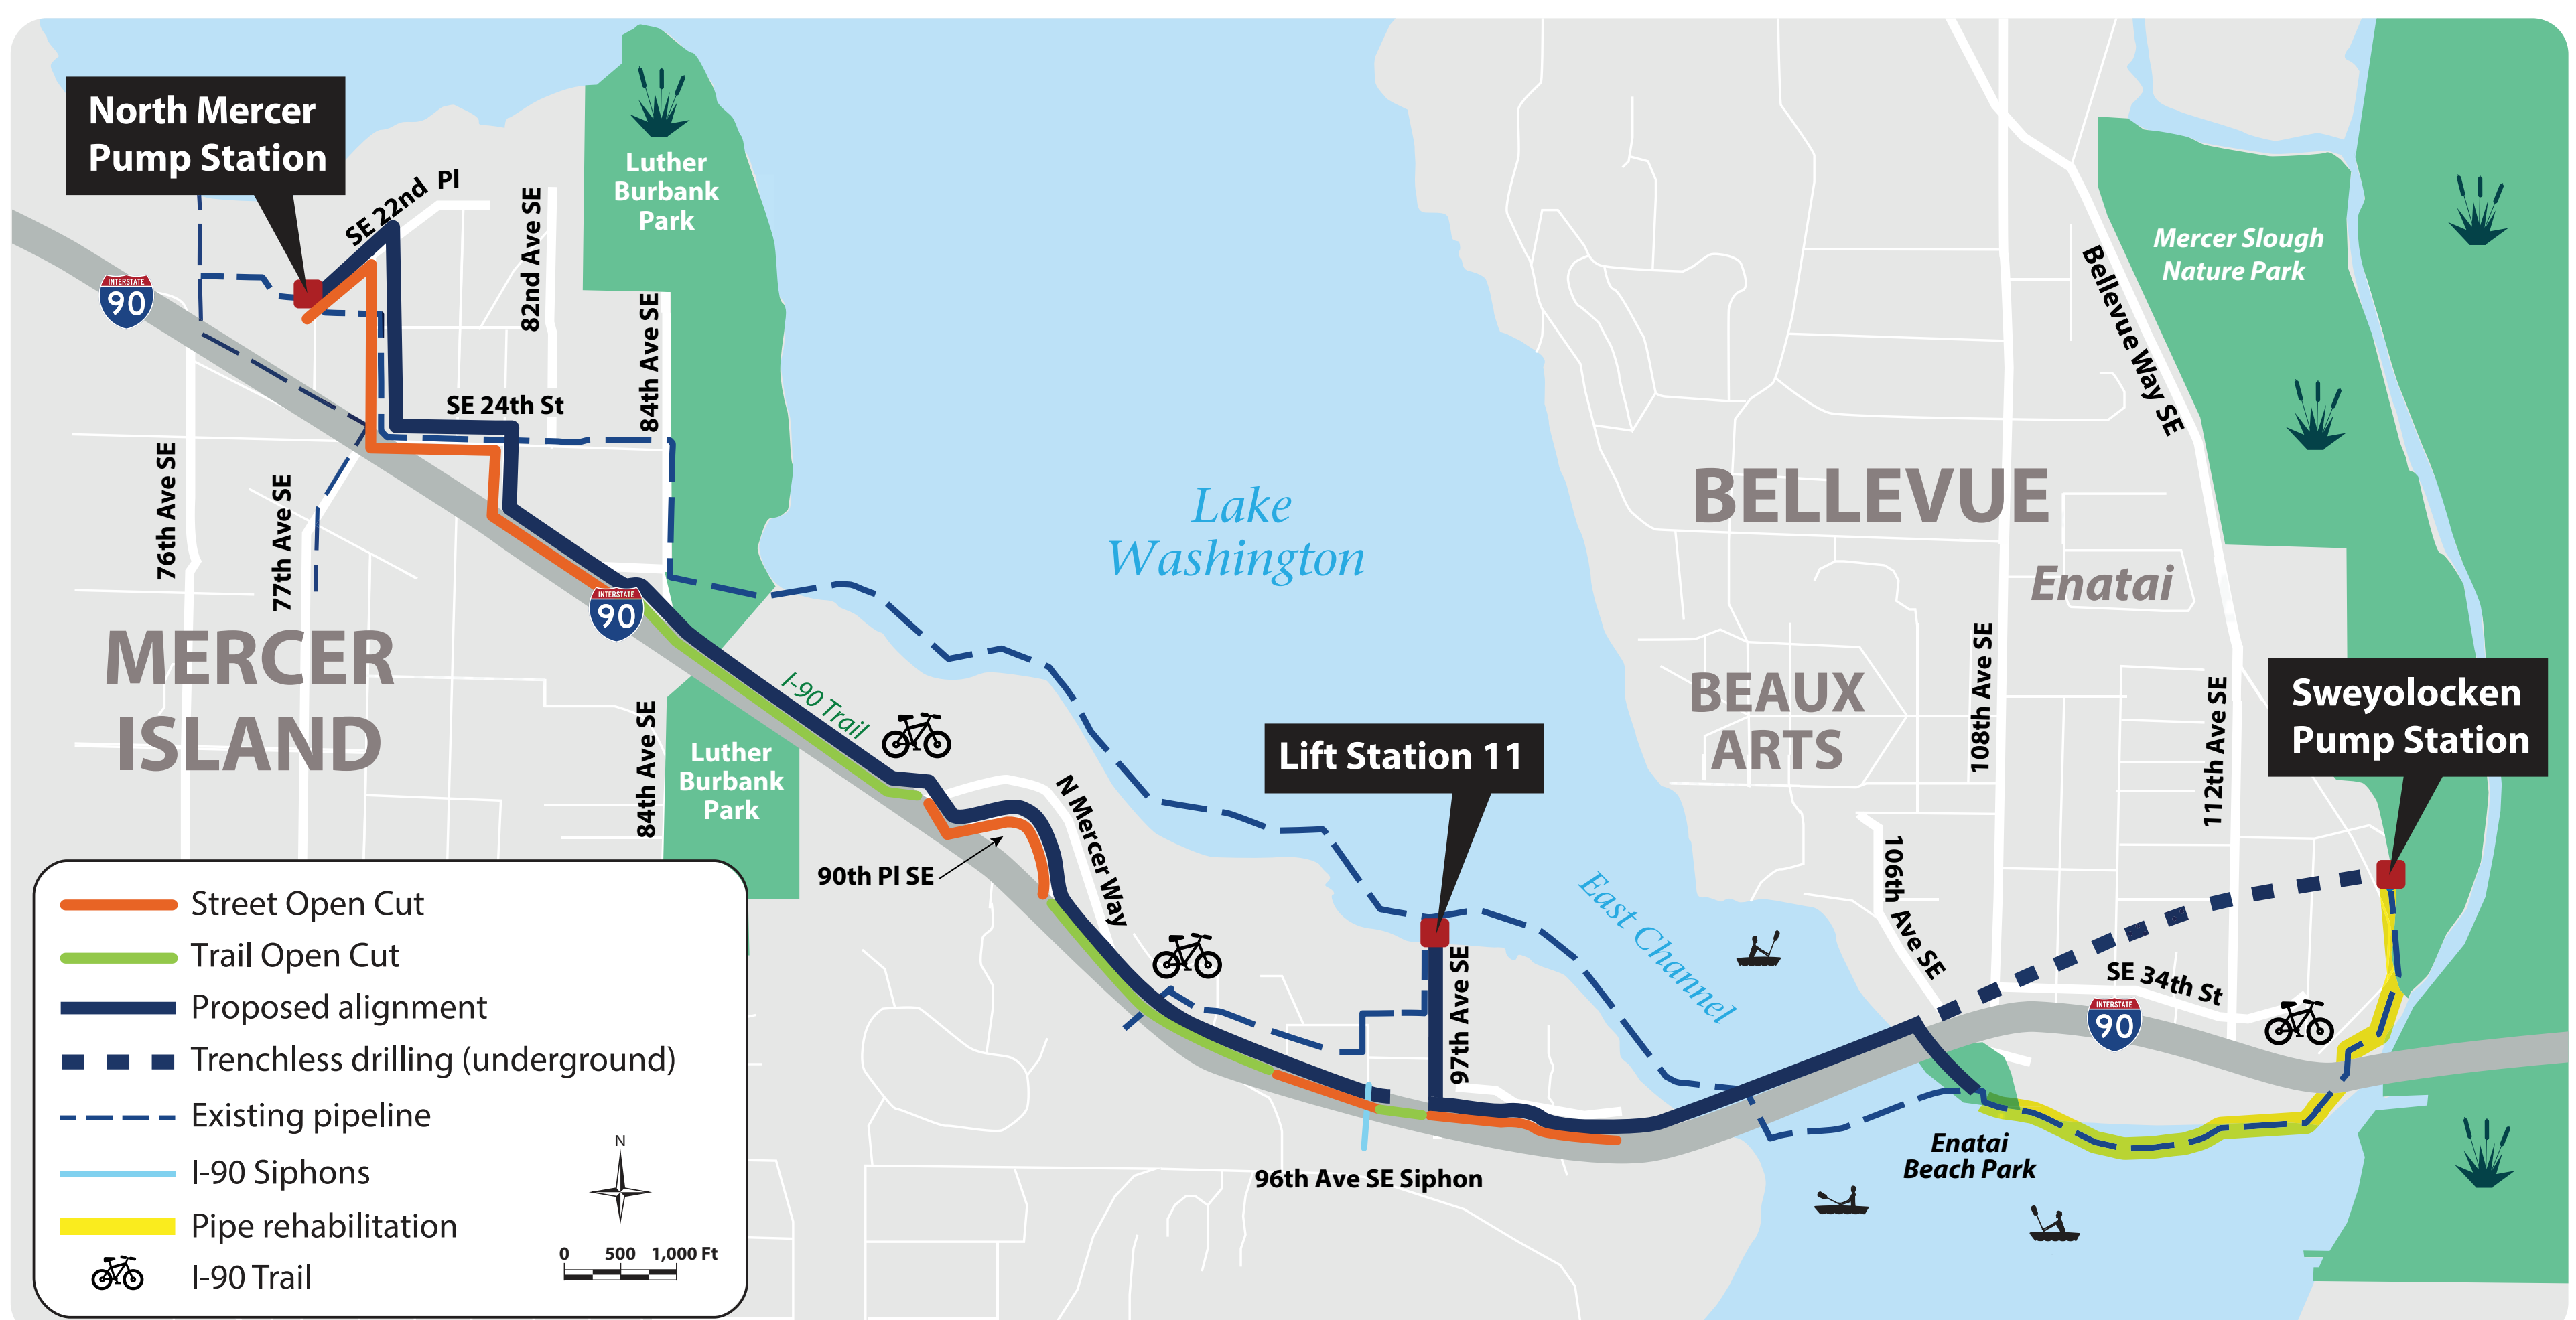 North Mercer
Pump Station
SE 22nd Pl
82nd Ave SE
Luther
Burbank
Park
INTERSTATE
90
84th Ave SE
SE 24th St
76th Ave SE
77th Ave SE
MERCER
ISLAND
INTERSTATE
90
I-90 Trail
84th Ave SE
Luther
Burbank
Park
90th Pl SE
N Mercer Way
Lake
Washington
Lift Station 11
97th Ave SE
96th Ave SE Siphon
East Channel
BELLEVUE
Enatai
BEAUX
ARTS
Mercer Slough
Nature Park
Bellevue Way SE
108th Ave SE
112th Ave SE
106th Ave SE
Sweyolocken
Pump Station
SE 34th St
INTERSTATE
90
Enatai
Beach Park
Street Open Cut
Trail Open Cut
Proposed alignment
Trenchless drilling (underground)
Existing pipeline
I-90 Siphons
Pipe rehabilitation
I-90 Trail
N
0 500 1,000 Ft